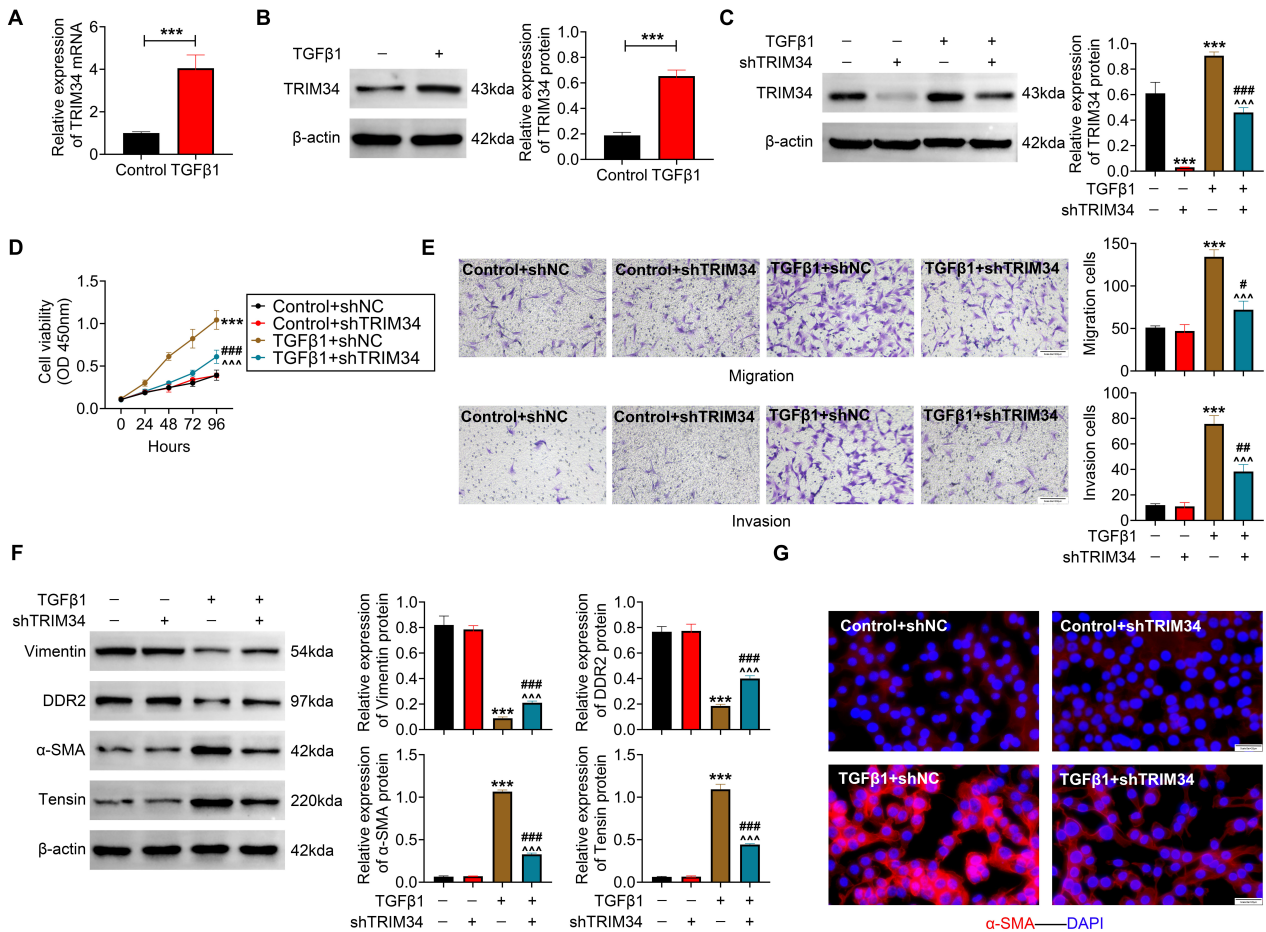 A
Relative expression
of TRIM34 mRNA
6
4
2
0
***
Control TGFβ1
B
TGFβ1 – +
TRIM34 43kda
β-actin 42kda
Relative expression
of TRIM34 protein
1.0
0.8
0.6
0.4
0.2
0.0
***
Control TGFβ1
C
TGFβ1 – – + +
shTRIM34 – + – +
TRIM34 43kda
β-actin 42kda
Relative expression
of TRIM34 protein
1.0
0.8
0.6
0.4
0.2
0.0
***
***
###
^^^
TGFβ1 – – + +
shTRIM34 – + – +
D
Cell viability
(OD 450nm)
1.5
1.0
0.5
0.0
0 24 48 72 96
Hours
***
###
^^^
Control+shNC
Control+shTRIM34
TGFβ1+shNC
TGFβ1+shTRIM34
E
Control+shNC Control+shTRIM34 TGFβ1+shNC TGFβ1+shTRIM34
Migration
Control+shNC Control+shTRIM34 TGFβ1+shNC TGFβ1+shTRIM34
Invasion
Migration cells
150
100
50
0
***
#
^^^
Invasion cells
100
80
60
40
20
0
***
##
^^^
TGFβ1 – – + +
shTRIM34 – + – +
F
TGFβ1 – – + +
shTRIM34 – + – +
Vimentin 54kda
DDR2 97kda
α-SMA 42kda
Tensin 220kda
β-actin 42kda
Relative expression
of Vimentin protein
1.0
0.8
0.6
0.4
0.2
0.0
***
###
^^^
Relative expression
of DDR2 protein
1.0
0.8
0.6
0.4
0.2
0.0
***
###
^^^
Relative expression
of α-SMA protein
1.5
1.0
0.5
0.0
***
###
^^^
Relative expression
of Tensin protein
1.5
1.0
0.5
0.0
***
###
^^^
TGFβ1 – – + +
shTRIM34 – + – +
TGFβ1 – – + +
shTRIM34 – + – +
G
Control+shNC Control+shTRIM34
TGFβ1+shNC TGFβ1+shTRIM34
α-SMA——DAPI